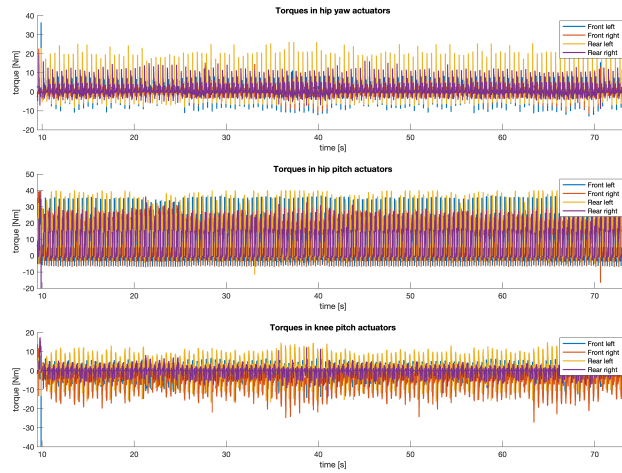 Torques in hip yaw actuators
torque [Nm]
40
30
20
10
0
-10
-20
10 20 30 40 50 60 70
time [s]
Front left
Front right
Rear left
Rear right
Torques in hip pitch actuators
torque [Nm]
50
40
30
20
10
0
-10
-20
10 20 30 40 50 60 70
time [s]
Front left
Front right
Rear left
Rear right
Torques in knee pitch actuators
torque [Nm]
20
10
0
-10
-20
-30
-40
10 20 30 40 50 60 70
time [s]
Front left
Front right
Rear left
Rear right